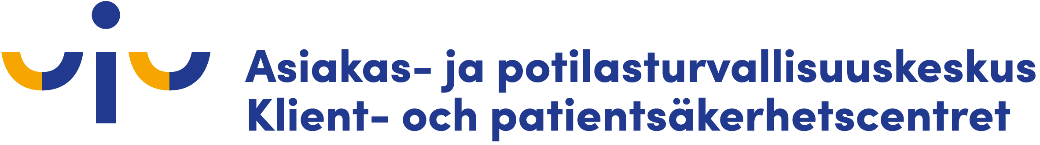 Asiakas- ja potilasturvallisuuskeskus
Klient- och patientsäkerhetscentret